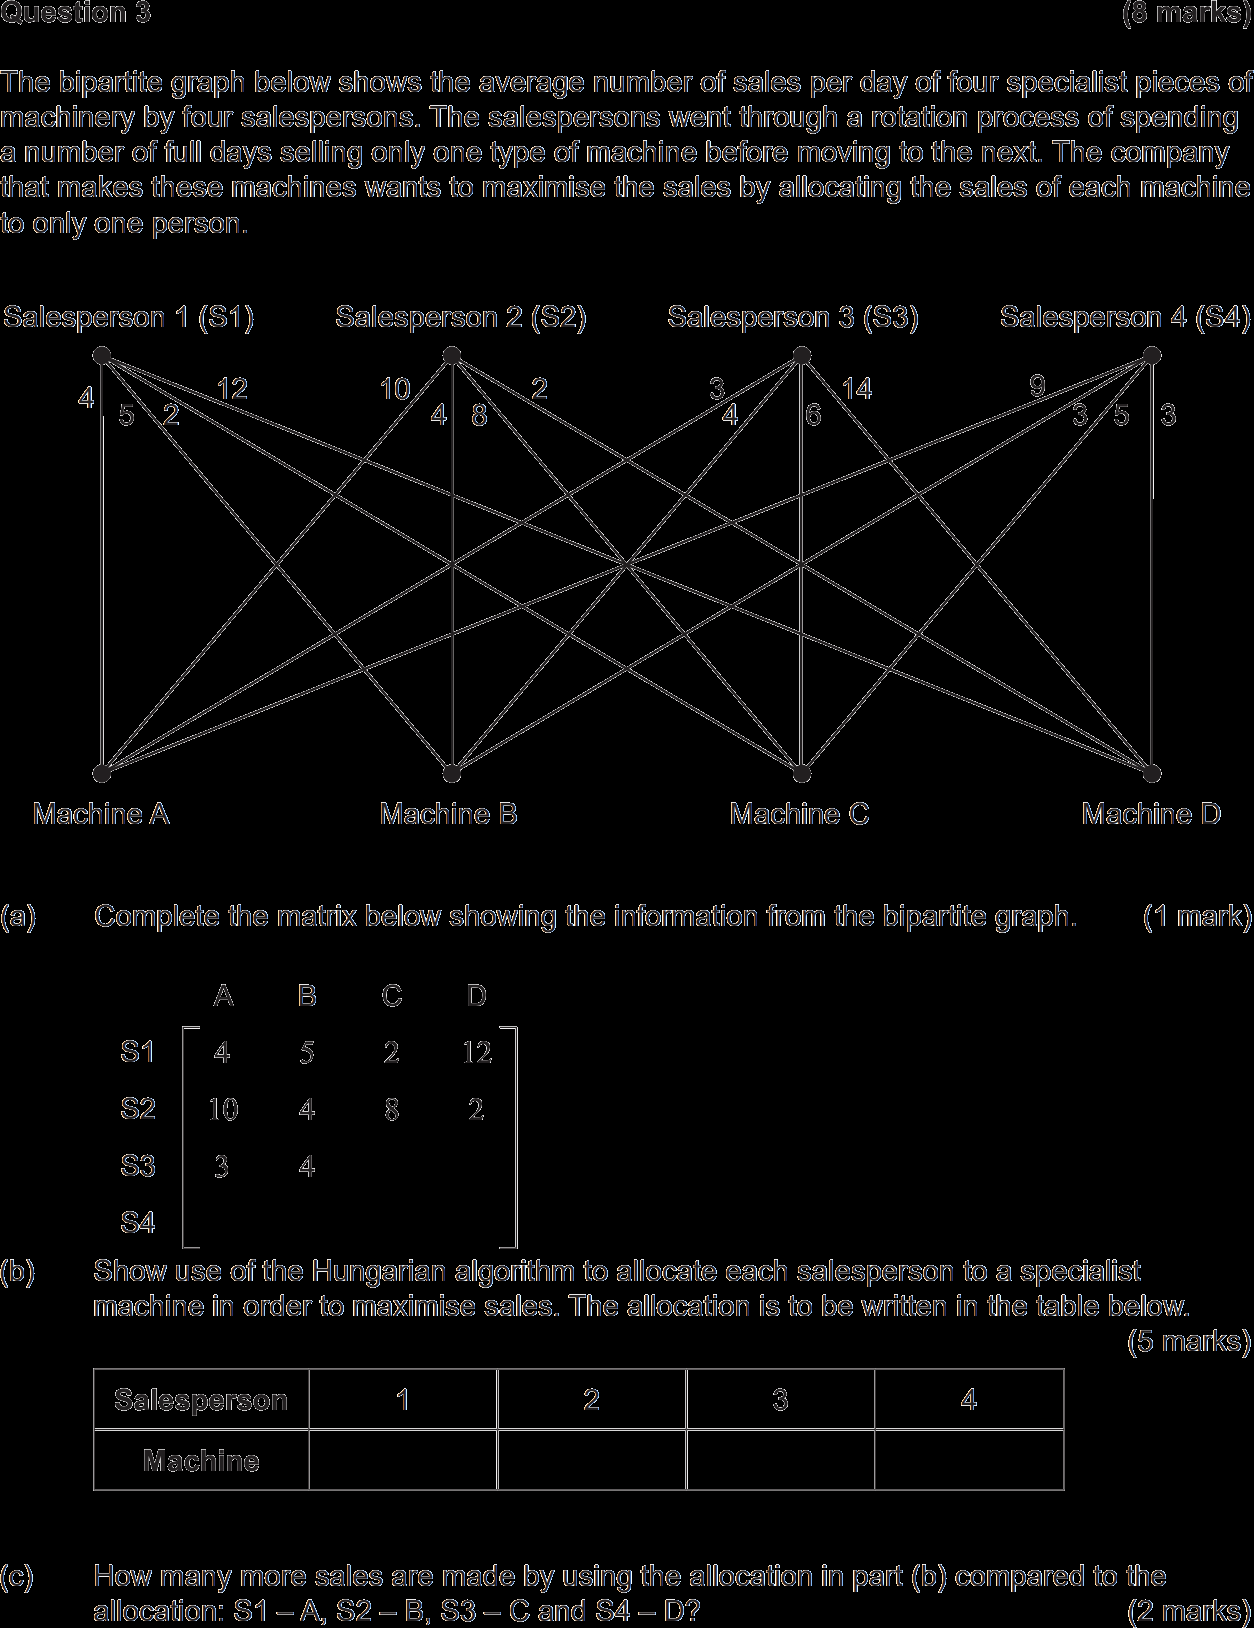 Question 3 (8 marks)
The bipartite graph below shows the average number of sales per day of four specialist pieces of
machinery by four salespersons. The salespersons went through a rotation process of spending
a number of full days selling only one type of machine before moving to the next. The company
that makes these machines wants to maximise the sales by allocating the sales of each machine
to only one person.
Salesperson 1 (S1) Salesperson 2 (S2) Salesperson 3 (S3) Salesperson 4 (S4)
4 5 2 12 10 4 8 2 3 4 6 14 9 3 5 3
Machine A Machine B Machine C Machine D
(a) Complete the matrix below showing the information from the bipartite graph. (1 mark)
A B C D
S1 4 5 2 12
S2 10 4 8 2
S3 3 4
S4
(b) Show use of the Hungarian algorithm to allocate each salesperson to a specialist
machine in order to maximise sales. The allocation is to be written in the table below.
(5 marks)
Salesperson 1 2 3 4
Machine
(c) How many more sales are made by using the allocation in part (b) compared to the
allocation: S1 – A, S2 – B, S3 – C and S4 – D? (2 marks)